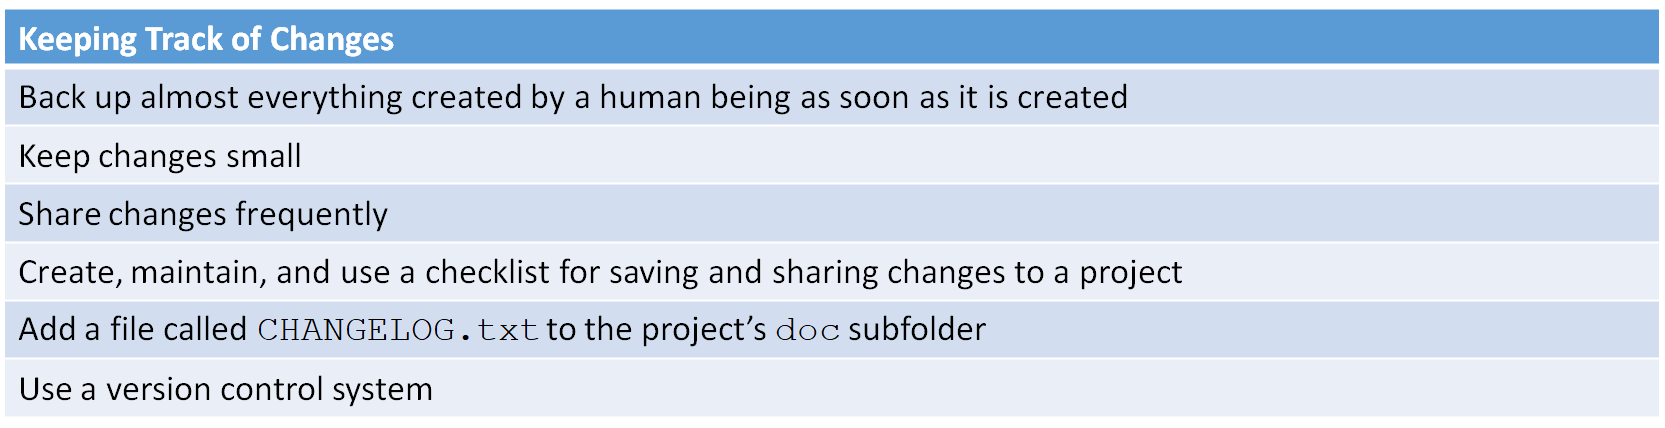 Keeping Track of Changes
Back up almost everything created by a human being as soon as it is created
Keep changes small
Share changes frequently
Create, maintain, and use a checklist for saving and sharing changes to a project
Add a file called CHANGELOG.txt to the project’s doc subfolder
Use a version control system